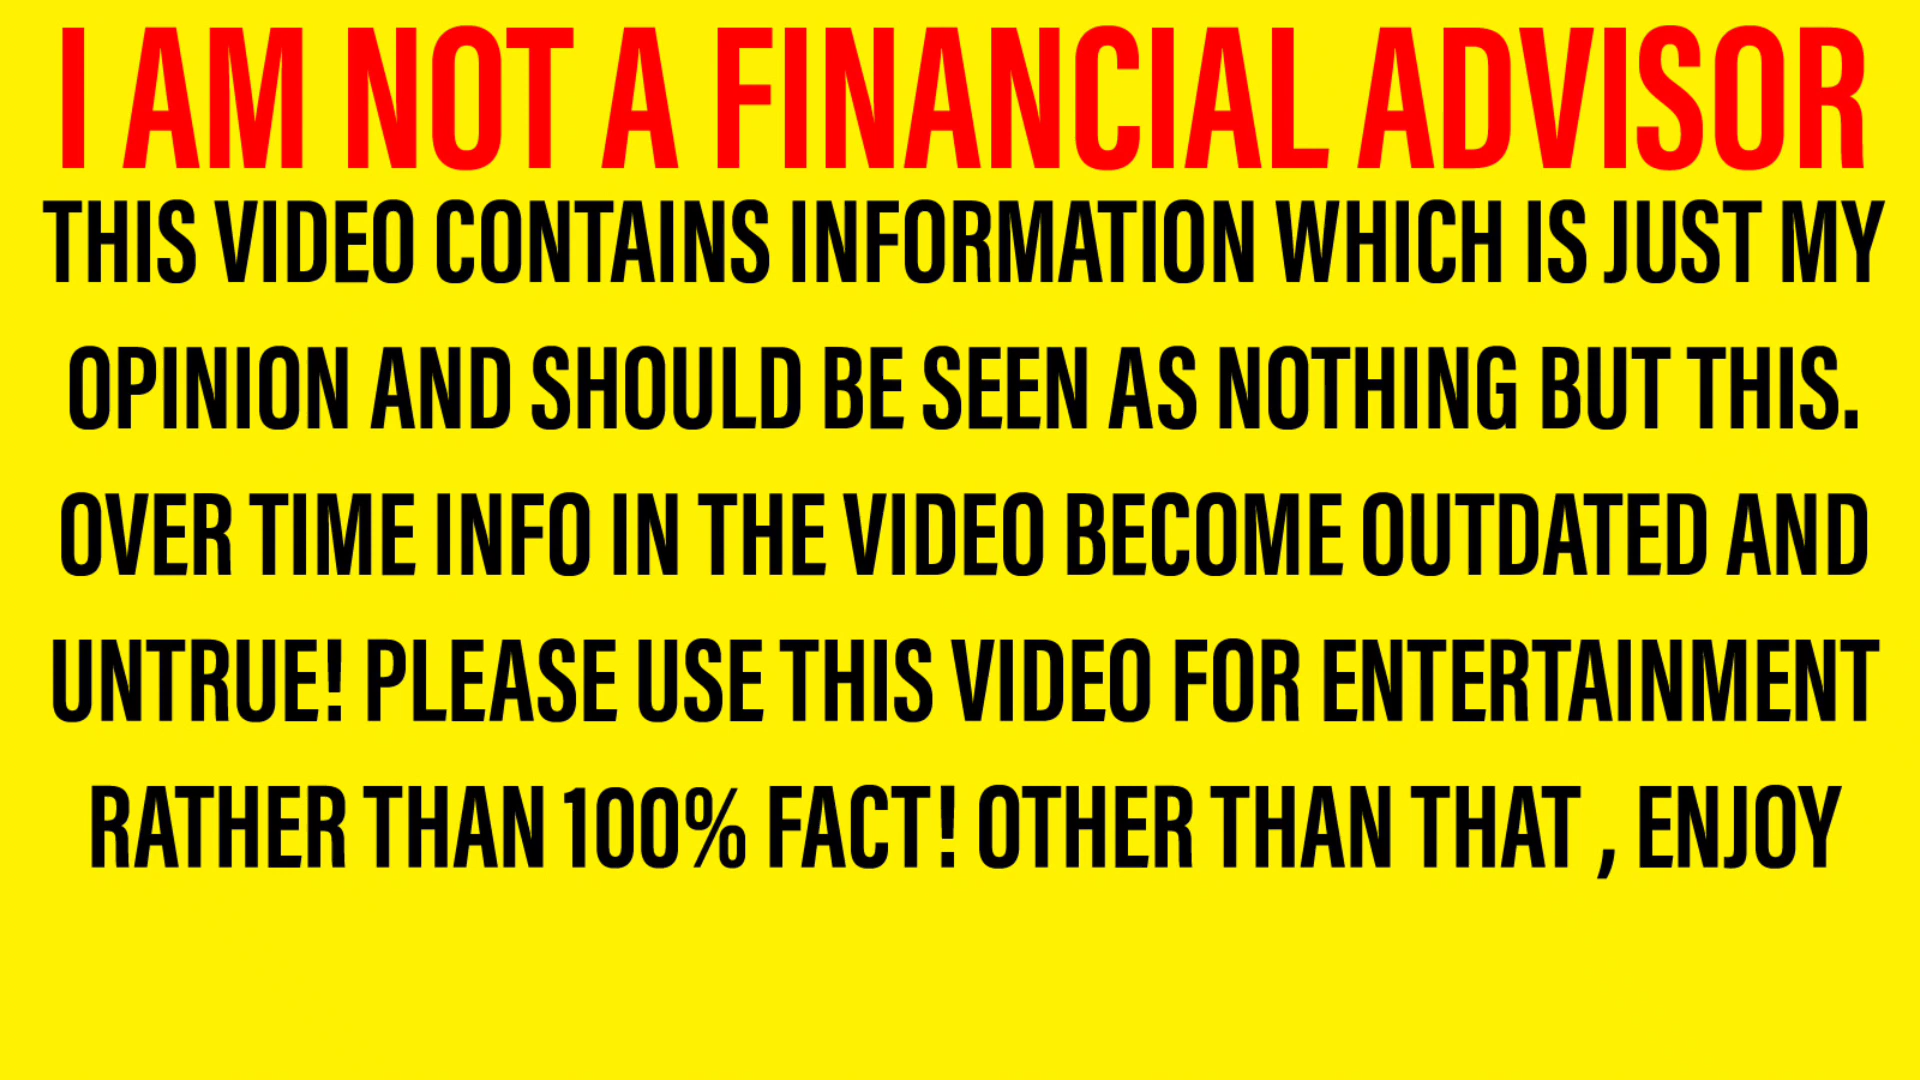 I AM NOT A FINANCIAL ADVISOR
THIS VIDEO CONTAINS INFORMATION WHICH IS JUST MY
OPINION AND SHOULD BE SEEN AS NOTHING BUT THIS.
OVER TIME INFO IN THE VIDEO BECOME OUTDATED AND
UNTRUE! PLEASE USE THIS VIDEO FOR ENTERTAINMENT
RATHER THAN 100% FACT! OTHER THAN THAT , ENJOY